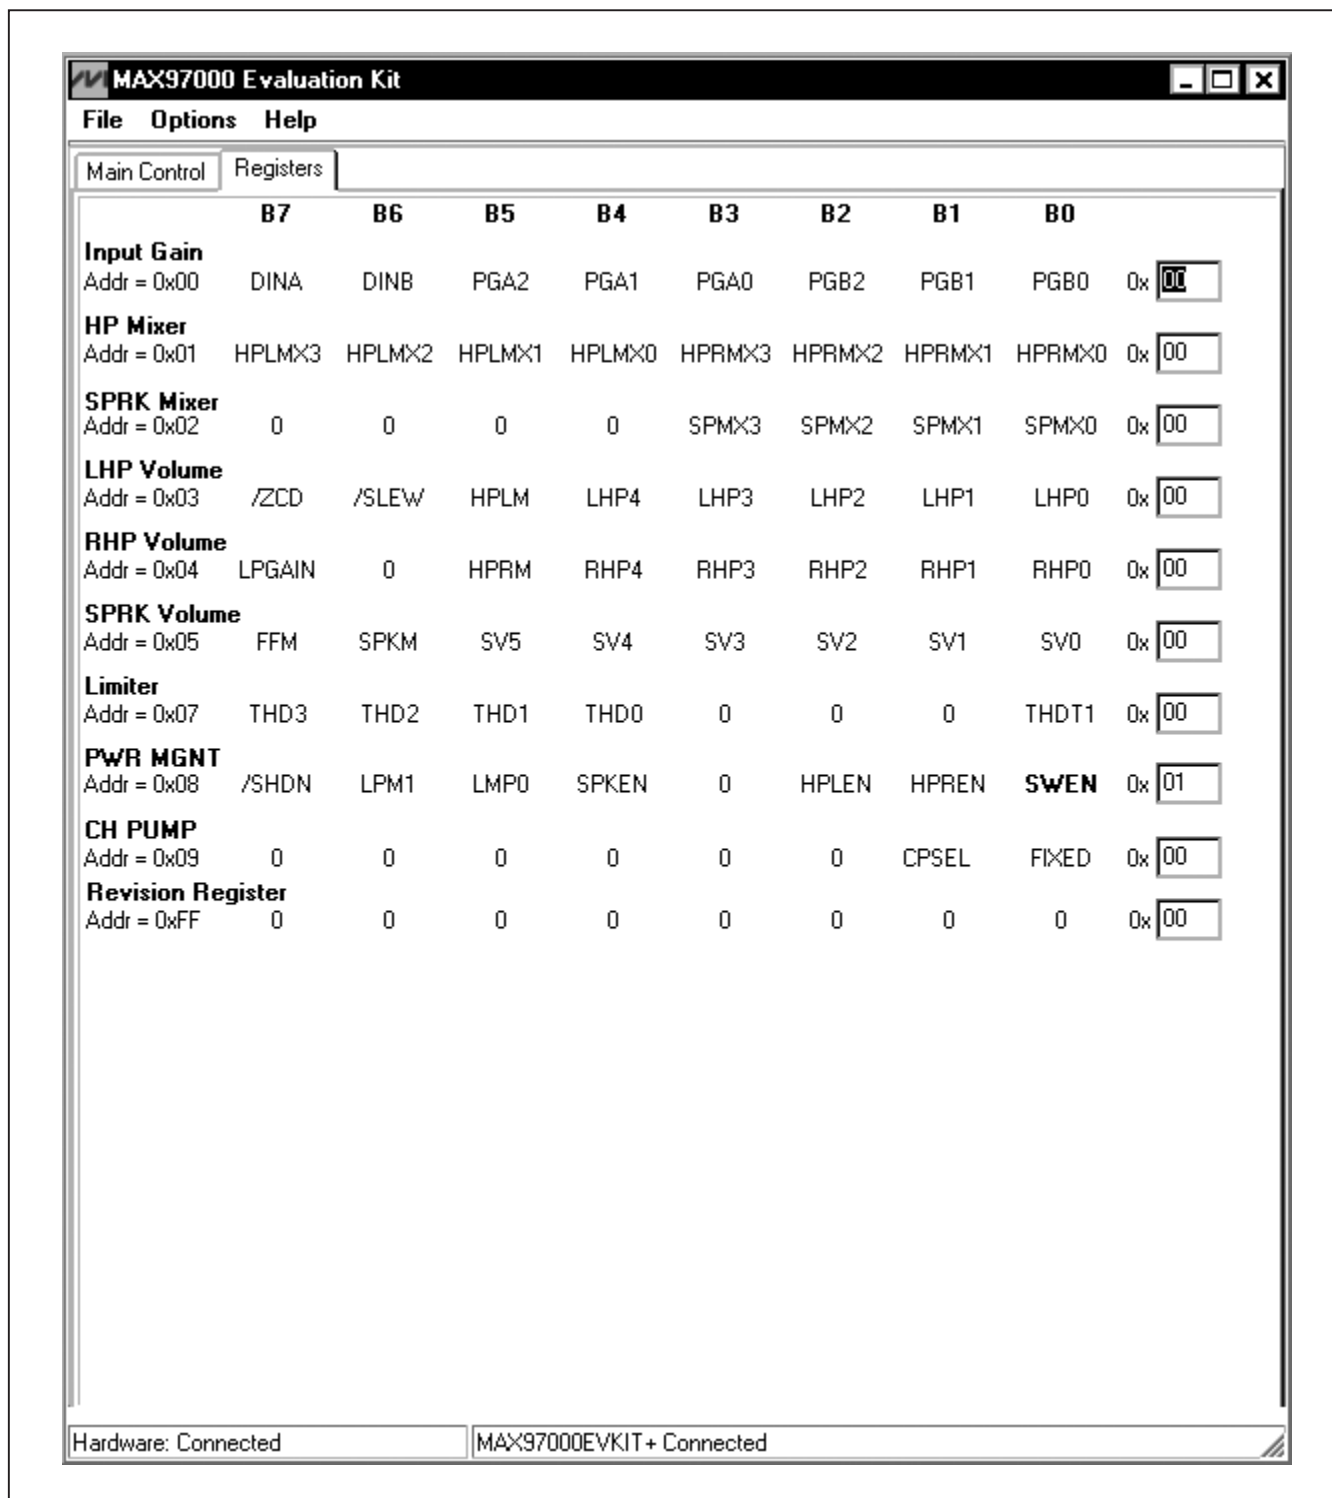 MAX97000 Evaluation Kit
File Options Help
Main Control Registers
B7 B6 B5 B4 B3 B2 B1 B0
Input Gain
Addr = 0x00 DINA DINB PGA2 PGA1 PGA0 PGB2 PGB1 PGB0 0x 00
HP Mixer
Addr = 0x01 HPLMX3 HPLMX2 HPLMX1 HPLMX0 HPRMX3 HPRMX2 HPRMX1 HPRMX0 0x 00
SPRK Mixer
Addr = 0x02 0 0 0 0 SPMX3 SPMX2 SPMX1 SPMX0 0x 00
LHP Volume
Addr = 0x03 /ZCD /SLEW HPLM LHP4 LHP3 LHP2 LHP1 LHP0 0x 00
RHP Volume
Addr = 0x04 LPGAIN 0 HPRM RHP4 RHP3 RHP2 RHP1 RHP0 0x 00
SPRK Volume
Addr = 0x05 FFM SPKM SV5 SV4 SV3 SV2 SV1 SV0 0x 00
Limiter
Addr = 0x07 THD3 THD2 THD1 THD0 0 0 0 THDT1 0x 00
PWR MGNT
Addr = 0x08 /SHDN LPM1 LMP0 SPKEN 0 HPLEN HPREN SWEN 0x 01
CH PUMP
Addr = 0x09 0 0 0 0 0 0 CPSEL FIXED 0x 00
Revision Register
Addr = 0xFF 0 0 0 0 0 0 0 0 0x 00
Hardware: Connected MAX97000EVKIT+ Connected